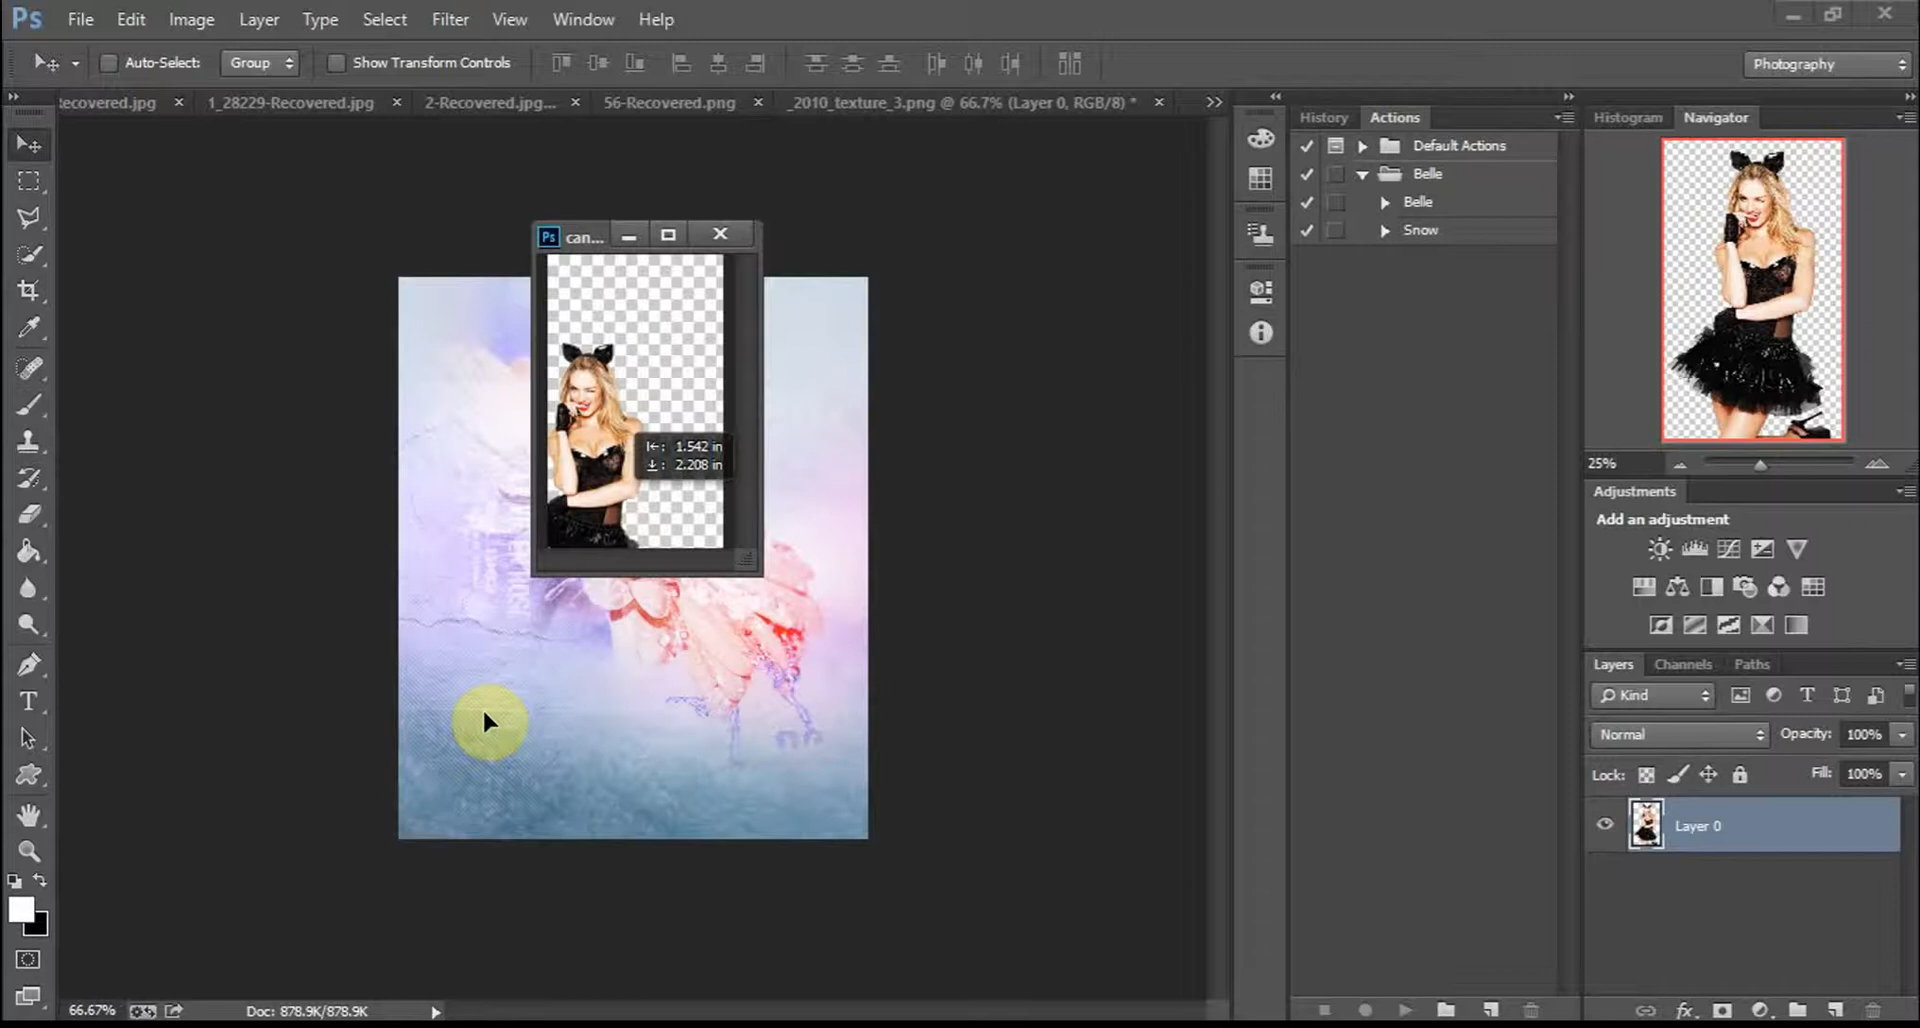 Ps File Edit Image Layer Type Select Filter View Window Help
Auto-Select: Group Show Transform Controls Photography
ecovered.jpg 1_28229-Recovered.jpg 2-Recovered.jpg... 56-Recovered.png _2010_texture_3.png @ 66.7% (Layer 0, RGB/8) *
History Actions
Default Actions
Belle
Belle
Snow
Histogram Navigator
25%
Ps can...
1.542 in
2.208 in
Adjustments
Add an adjustment
Layers Channels Paths
Kind
Normal Opacity: 100%
Lock: Fill: 100%
Layer 0
66.67% Doc: 878.9K/878.9K